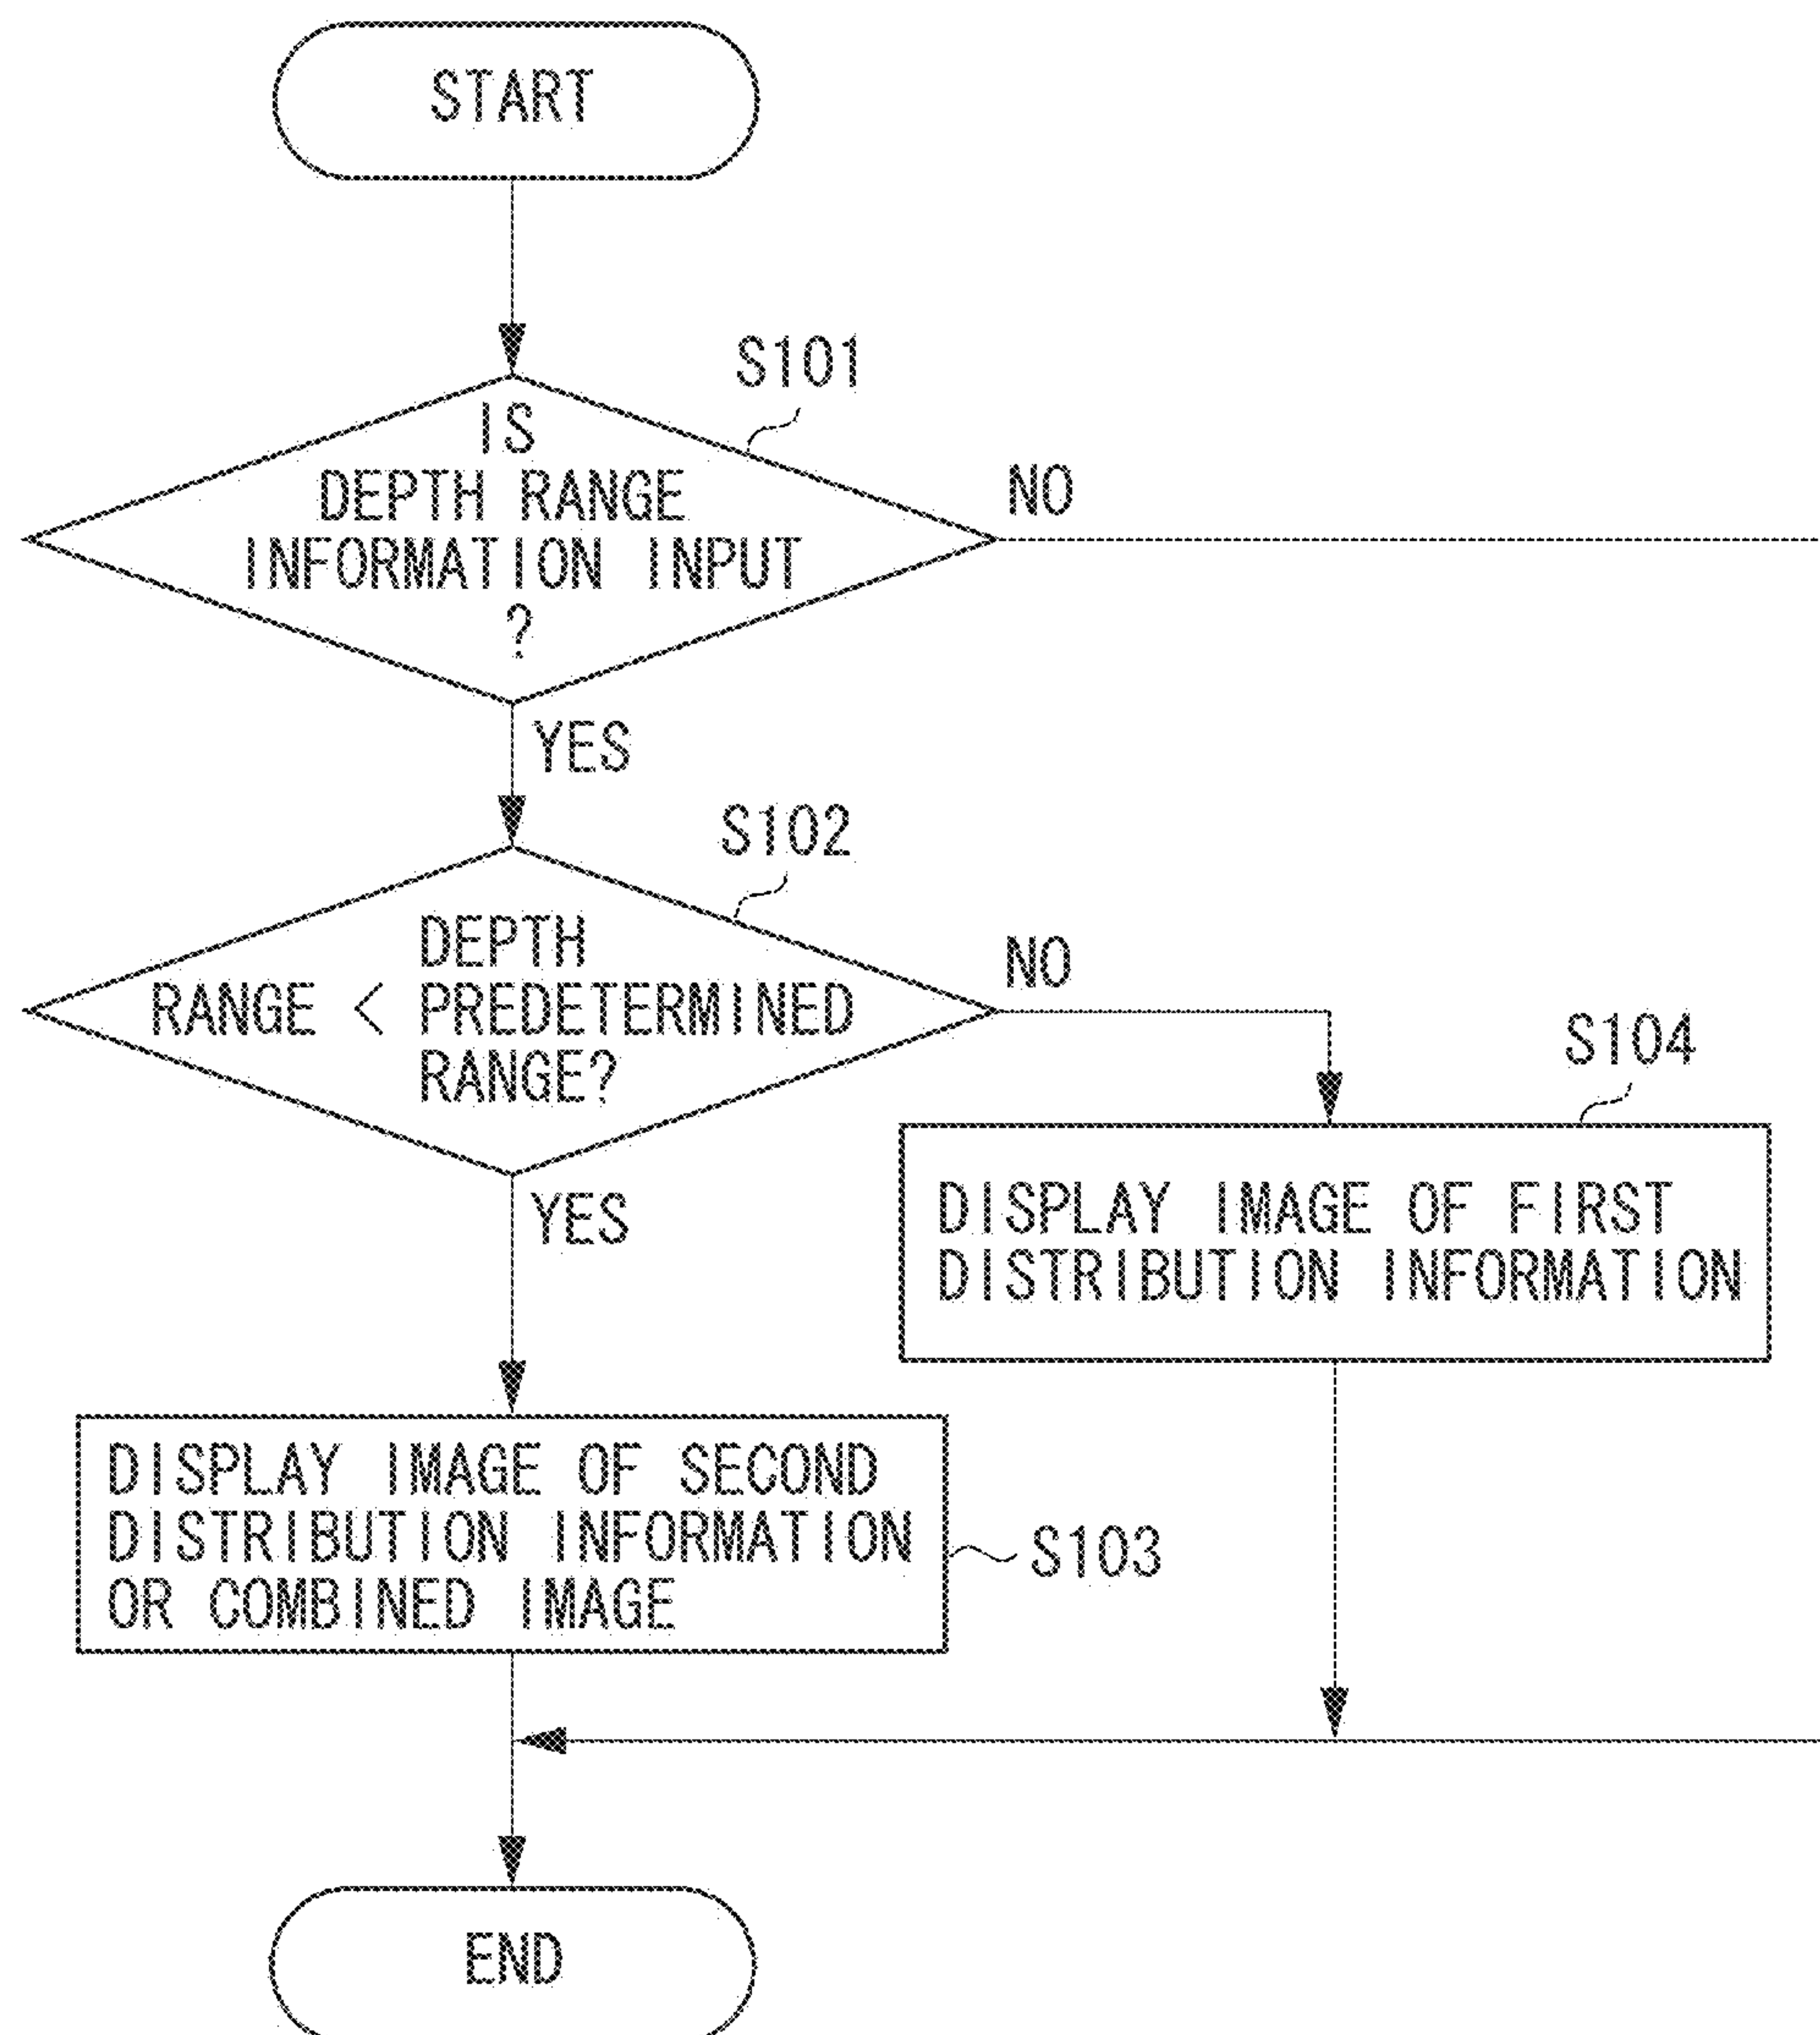 START
S101
IS
DEPTH RANGE
INFORMATION INPUT
?
NO
YES
S102
DEPTH
RANGE < PREDETERMINED
RANGE?
NO
YES
S104
DISPLAY IMAGE OF FIRST
DISTRIBUTION INFORMATION
DISPLAY IMAGE OF SECOND
DISTRIBUTION INFORMATION
OR COMBINED IMAGE
S103
END